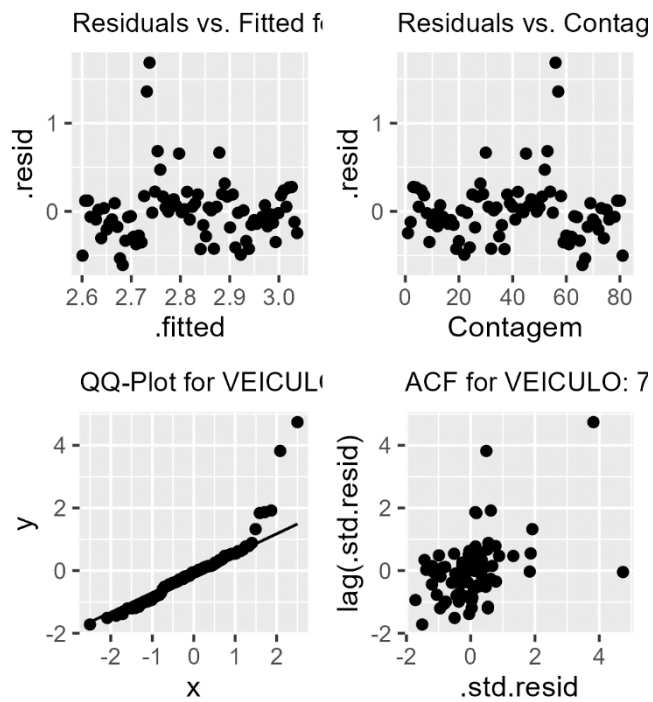 Residuals vs. Fitted fo
.resid
1
0
2.6 2.7 2.8 2.9 3.0
.fitted
Residuals vs. Contag
.resid
1
0
0 20 40 60 80
Contagem
QQ-Plot for VEICULO
y
4
2
0
-2
-2 -1 0 1 2
x
ACF for VEICULO: 7
lag(.std.resid)
4
2
0
-2
-2 0 2 4
.std.resid